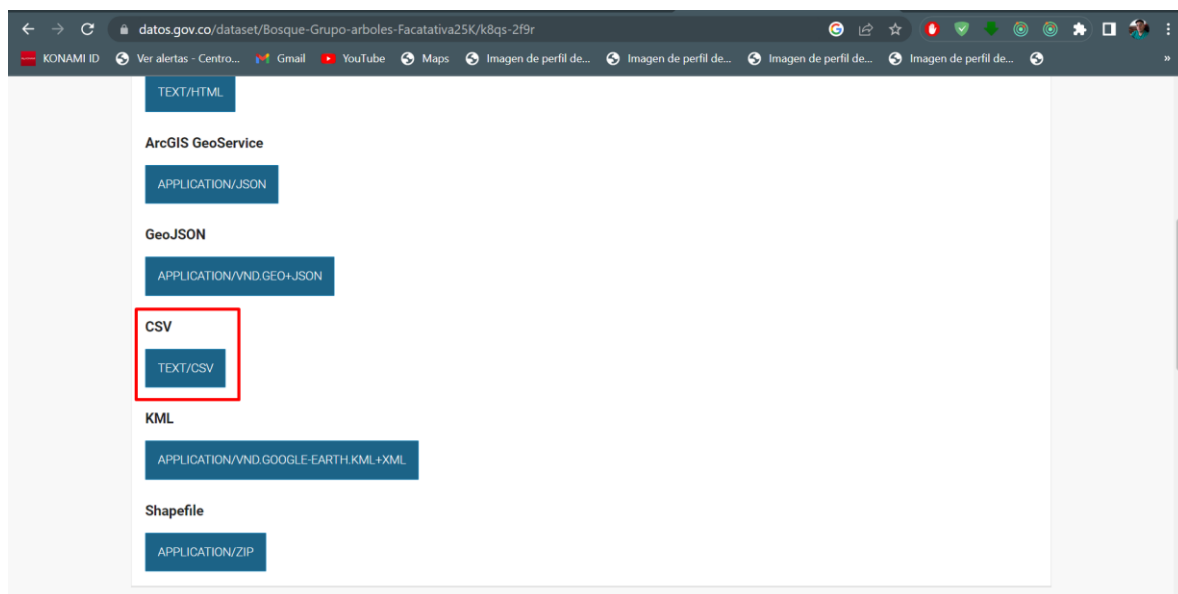 datos.gov.co/dataset/Bosque-Grupo-arboles-Facatativa25K/k8qs-2f9r
KONAMI ID Ver alertas - Centro... Gmail YouTube Maps Imagen de perfil de... Imagen de perfil de... Imagen de perfil de... Imagen de perfil de... »
TEXT/HTML
ArcGIS GeoService
APPLICATION/JSON
GeoJSON
APPLICATION/VND.GEO+JSON
CSV
TEXT/CSV
KML
APPLICATION/VND.GOOGLE-EARTH.KML+XML
Shapefile
APPLICATION/ZIP